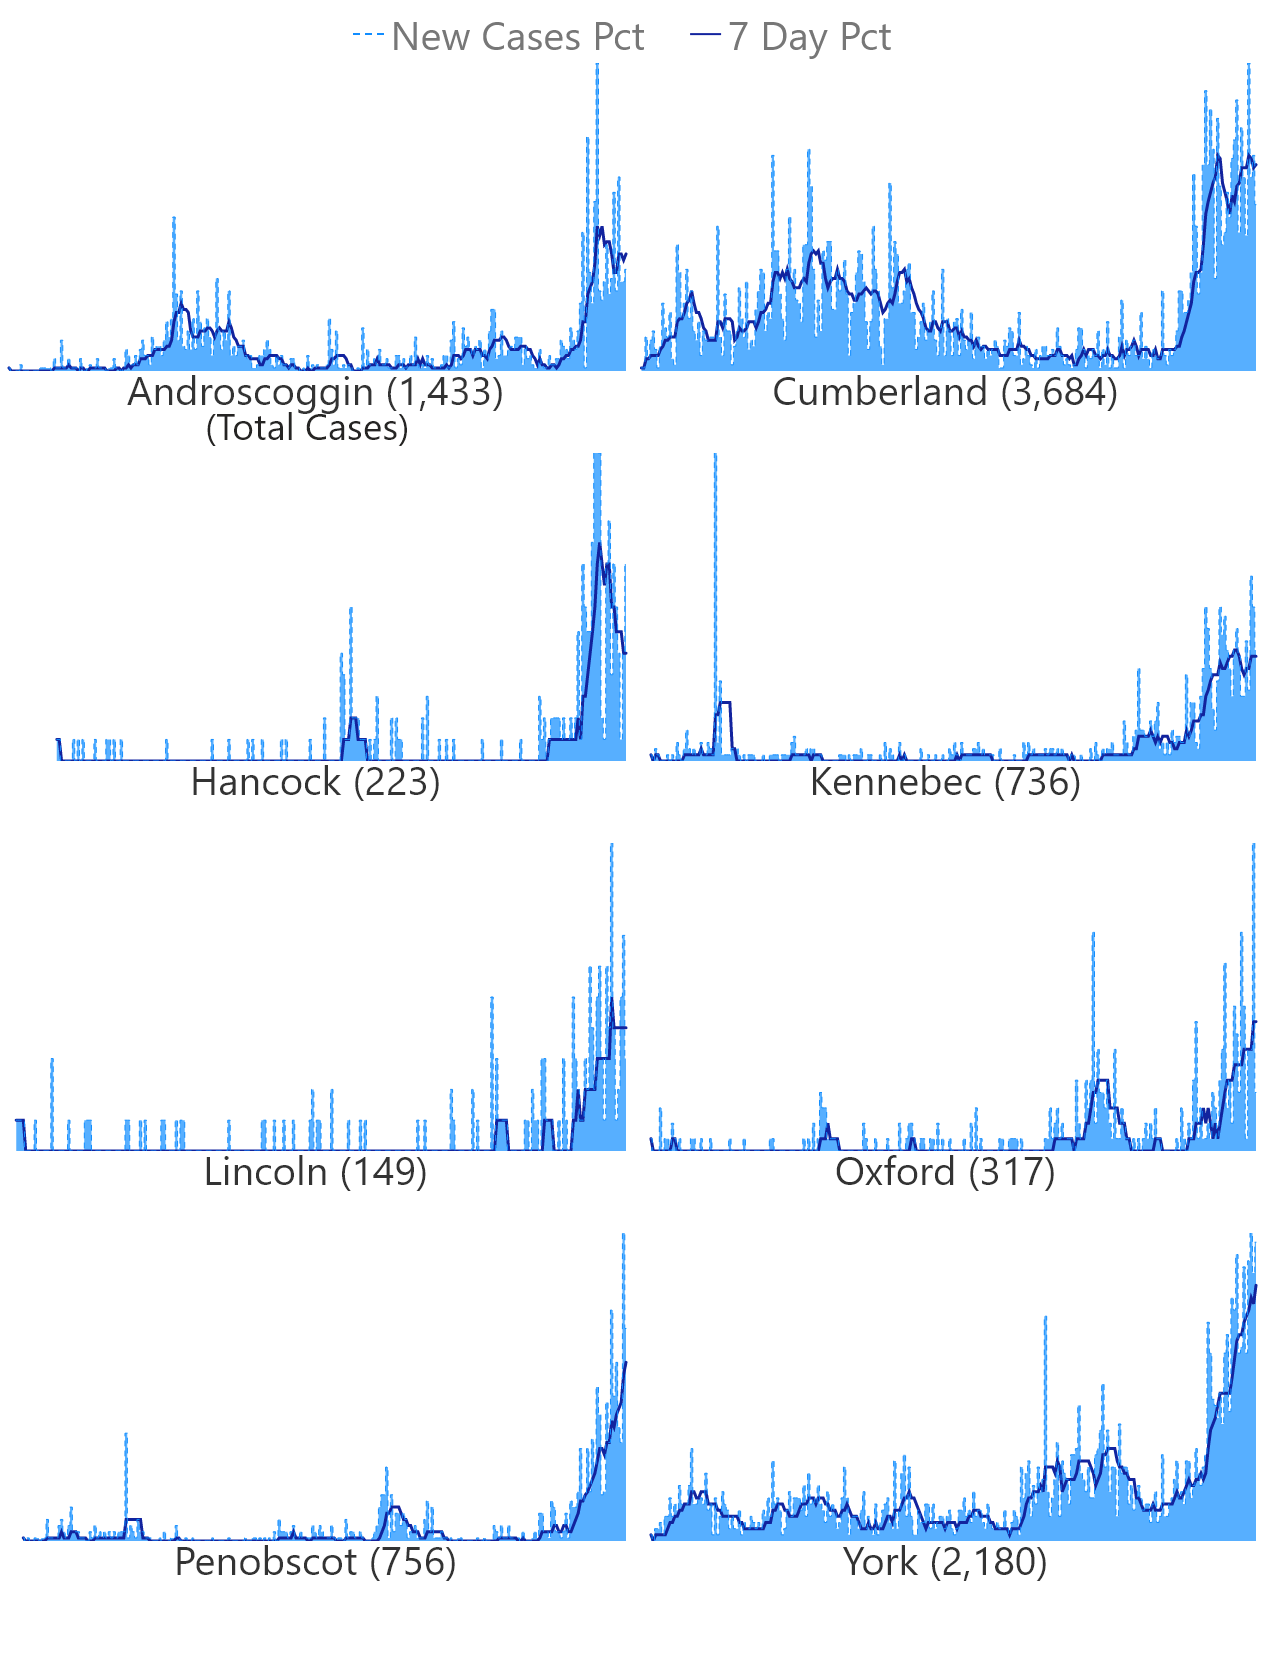 New Cases Pct 7 Day Pct
Androscoggin (1,433) Cumberland (3,684)
(Total Cases)
Hancock (223) Kennebec (736)
Lincoln (149) Oxford (317)
Penobscot (756) York (2,180)